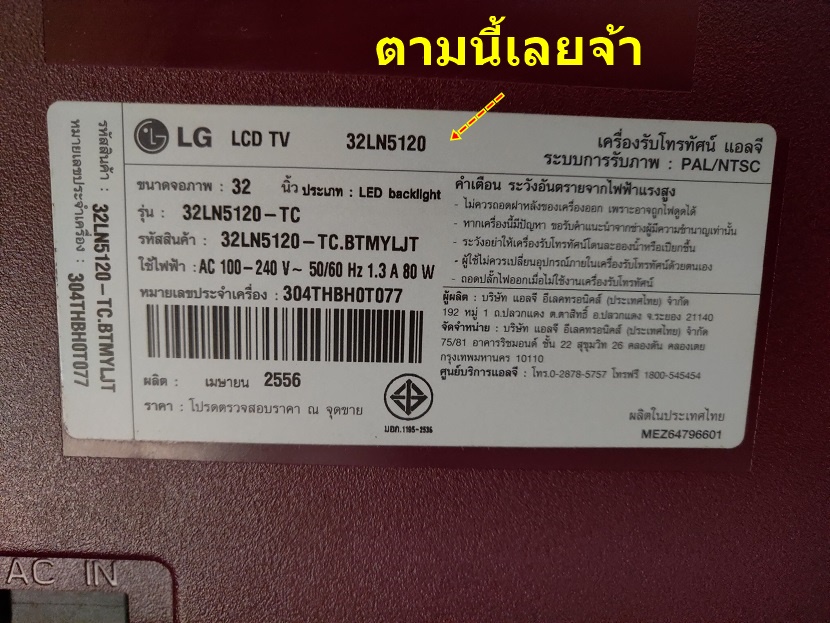 ตามนี้เลยจ้า
LG LCD TV 32LN5120
เครื่องรับโทรทัศน์ แอลจี
ระบบการรับภาพ : PAL/NTSC
ขนาดจอภาพ : 32 นิ้ว ประเภท : LED backlight
รุ่น : 32LN5120-TC
รหัสสินค้า : 32LN5120-TC.BTMYLJT
ใช้ไฟฟ้า : AC 100-240 V~ 50/60 Hz 1.3 A 80 W
หมายเลขประจำเครื่อง : 304THBH0T077
ผลิต : เมษายน 2556
ราคา : โปรดตรวจสอบราคา ณ จุดขาย
มอก. 1195-2536
คำเตือน ระวังอันตรายจากไฟฟ้าแรงสูง
- ไม่ควรถอดฝาหลังของเครื่องออก เพราะอาจถูกไฟดูดได้
- หากเครื่องนี้มีปัญหา ขอรับคำแนะนำจากช่างผู้มีความชำนาญเท่านั้น
- ระวังอย่าให้เครื่องรับโทรทัศน์โดนละอองน้ำหรือเปียกชื้น
- ผู้ใช้ไม่ควรเปลี่ยนอุปกรณ์ภายในเครื่องรับโทรทัศน์ด้วยตนเอง
- ถอดปลั๊กไฟออกเมื่อไม่ใช้งานเครื่องรับโทรทัศน์
ผู้ผลิต : บริษัท แอลจี อีเลคทรอนิคส์ (ประเทศไทย) จำกัด
192 หมู่ 1 ถ.ปลวกแดง ต.ตาสิทธิ์ อ.ปลวกแดง จ.ระยอง 21140
จัดจำหน่าย : บริษัท แอลจี อีเลคทรอนิคส์ (ประเทศไทย) จำกัด
75/81 อาคารริชมอนด์ ชั้น 22 สุขุมวิท 26 คลองตัน คลองเตย
กรุงเทพมหานคร 10110
ศูนย์บริการแอลจี : โทร.0-2878-5757 โทรฟรี 1800-545454
ผลิตในประเทศไทย
MEZ64796601
รหัสสินค้า : 32LN5120-TC.BTMYLJT
หมายเลขประจำเครื่อง : 304THBH0T077
AC IN